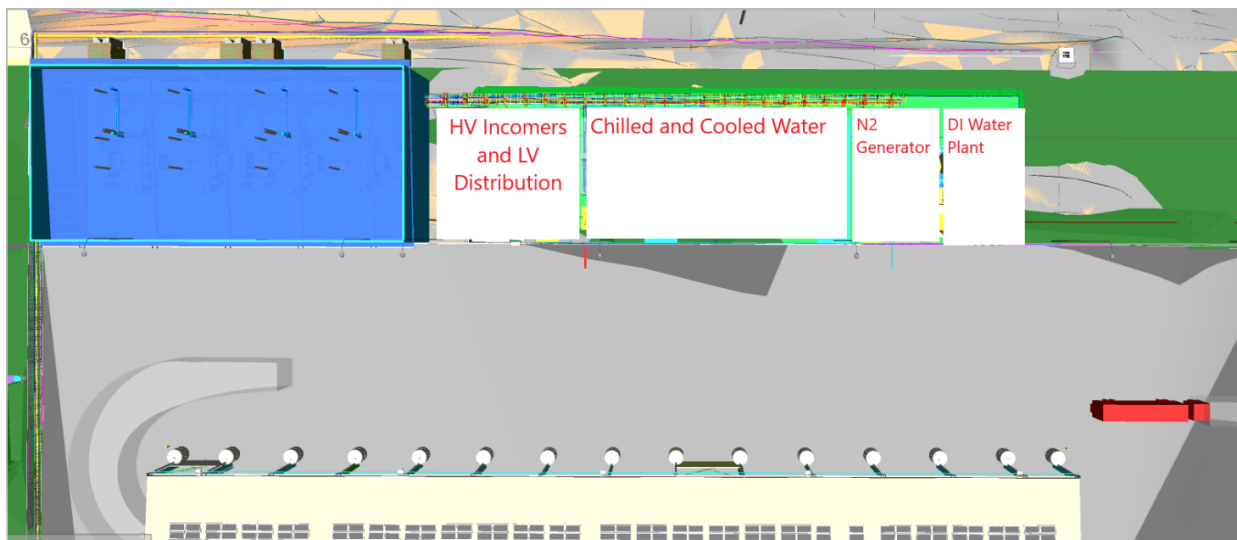 HV Incomers
and LV
Distribution
Chilled and Cooled Water
N2
Generator
DI Water
Plant